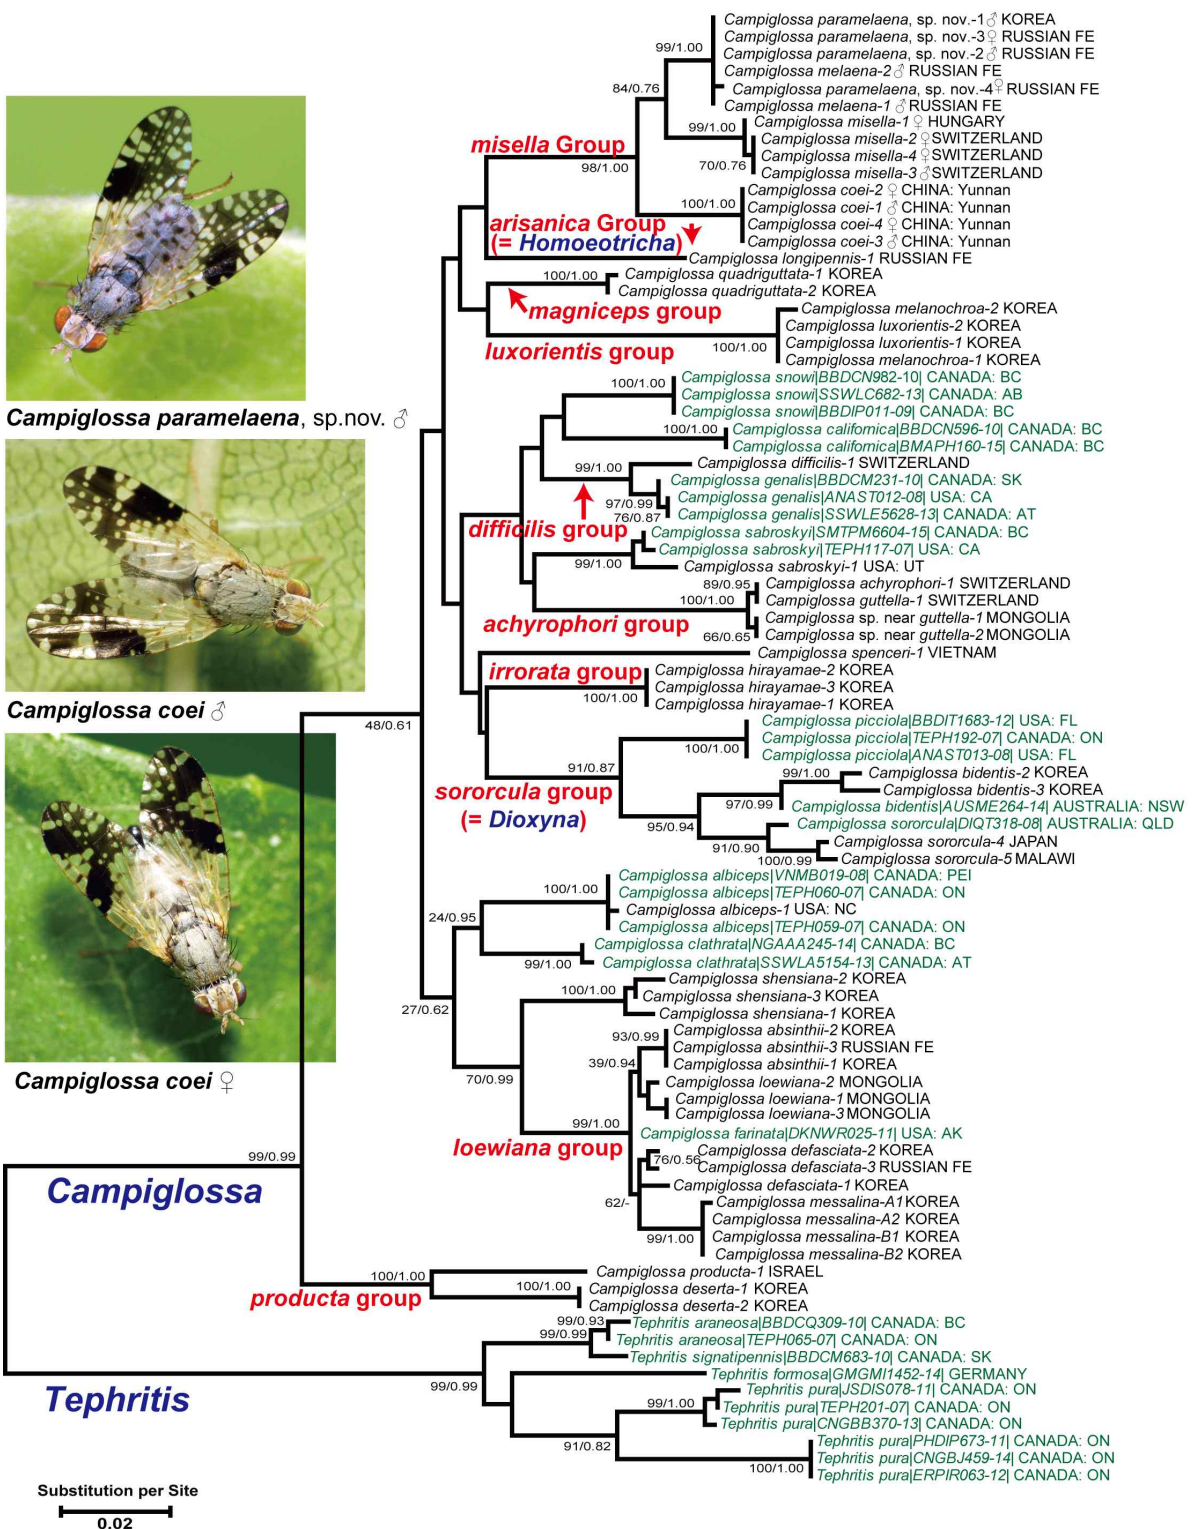 Campiglossa paramelaena, sp. nov.-1♂ KOREA
Campiglossa paramelaena, sp. nov.-3♀ RUSSIAN FE
Campiglossa paramelaena, sp. nov.-2♂ RUSSIAN FE
99/1.00
Campiglossa melaena-2♂ RUSSIAN FE
84/0.76
Campiglossa paramelaena, sp. nov.-4♀ RUSSIAN FE
Campiglossa melaena-1 ♂ RUSSIAN FE
Campiglossa misella-1 ♀ HUNGARY
99/1.00
Campiglossa misella-2 ♀ SWITZERLAND
misella Group
Campiglossa misella-4 ♀ SWITZERLAND
98/1.00
70/0.76
Campiglossa misella-3 ♂ SWITZERLAND
Campiglossa coei-2 ♀ CHINA: Yunnan
100/1.00
Campiglossa coei-1 ♂ CHINA: Yunnan
Campiglossa coei-4 ♀ CHINA: Yunnan
arisanica Group
Campiglossa coei-3 ♂ CHINA: Yunnan
(= Homoeotricha)
Campiglossa longipennis-1 RUSSIAN FE
100/1.00
Campiglossa quadriguttata-1 KOREA
Campiglossa quadriguttata-2 KOREA
magniceps group
Campiglossa melanochroa-2 KOREA
Campiglossa luxorientis-2 KOREA
luxorientis group
100/1.00
Campiglossa luxorientis-1 KOREA
Campiglossa melanochroa-1 KOREA
100/1.00
Campiglossa snowi|BBDCN982-10| CANADA: BC
Campiglossa snowi|SSWLC682-13| CANADA: AB
Campiglossa snowi|BBDIP011-09| CANADA: BC
Campiglossa paramelaena, sp.nov. ♂
100/1.00
Campiglossa californica|BBDCN596-10| CANADA: BC
Campiglossa californica|BMAPH160-15| CANADA: BC
99/1.00
Campiglossa difficilis-1 SWITZERLAND
Campiglossa genalis|BBDCM231-10| CANADA: SK
97/0.99
Campiglossa genalis|ANAST012-08| USA: CA
76/0.87
Campiglossa genalis|SSWLE5628-13| CANADA: AT
difficilis group
Campiglossa sabroskyi|SMTPM6604-15| CANADA: BC
Campiglossa sabroskyi|TEPH117-07| USA: CA
99/1.00
Campiglossa sabroskyi-1 USA: UT
89/0.95
Campiglossa achyrophori-1 SWITZERLAND
100/1.00
Campiglossa guttella-1 SWITZERLAND
achyrophori group
Campiglossa sp. near guttella-1 MONGOLIA
66/0.65
Campiglossa sp. near guttella-2 MONGOLIA
Campiglossa spenceri-1 VIETNAM
irrorata group
Campiglossa hirayamae-2 KOREA
Campiglossa hirayamae-3 KOREA
100/1.00
Campiglossa hirayamae-1 KOREA
Campiglossa coei ♂
48/0.61
Campiglossa picciola|BBDIT1683-12| USA: FL
100/1.00
Campiglossa picciola|TEPH192-07| CANADA: ON
Campiglossa picciola|ANAST013-08| USA: FL
91/0.87
99/1.00
Campiglossa bidentis-2 KOREA
Campiglossa bidentis-3 KOREA
sororcula group
97/0.99
Campiglossa bidentis|AUSME264-14| AUSTRALIA: NSW
(= Dioxyna)
95/0.94
Campiglossa sororcula|DIQT318-08| AUSTRALIA: QLD
91/0.90
Campiglossa sororcula-4 JAPAN
100/0.99
Campiglossa sororcula-5 MALAWI
Campiglossa albiceps|VNMB019-08| CANADA: PEI
100/1.00
Campiglossa albiceps|TEPH060-07| CANADA: ON
24/0.95
Campiglossa albiceps-1 USA: NC
Campiglossa albiceps|TEPH059-07| CANADA: ON
Campiglossa clathrata|NGAAA245-14| CANADA: BC
99/1.00
Campiglossa clathrata|SSWLA5154-13| CANADA: AT
27/0.62
Campiglossa shensiana-2 KOREA
100/1.00
Campiglossa shensiana-3 KOREA
Campiglossa shensiana-1 KOREA
Campiglossa absinthii-2 KOREA
93/0.99
Campiglossa absinthii-3 RUSSIAN FE
39/0.94
Campiglossa absinthii-1 KOREA
Campiglossa coei ♀
70/0.99
Campiglossa loewiana-2 MONGOLIA
Campiglossa loewiana-1 MONGOLIA
Campiglossa loewiana-3 MONGOLIA
99/1.00
Campiglossa farinata|DKNWR025-11| USA: AK
loewiana group
Campiglossa defasciata-2 KOREA
76/0.56
Campiglossa defasciata-3 RUSSIAN FE
99/0.99
Campiglossa defasciata-1 KOREA
Campiglossa
62/-
Campiglossa messalina-A1 KOREA
Campiglossa messalina-A2 KOREA
99/1.00
Campiglossa messalina-B1 KOREA
Campiglossa messalina-B2 KOREA
100/1.00
Campiglossa producta-1 ISRAEL
producta group
100/1.00
Campiglossa deserta-1 KOREA
Campiglossa deserta-2 KOREA
99/0.93
Tephritis araneosa|BBDCQ309-10| CANADA: BC
99/0.99
Tephritis araneosa|TEPH065-07| CANADA: ON
Tephritis signatipennis|BBDCM683-10| CANADA: SK
Tephritis formosa|GMGMI1452-14| GERMANY
99/0.99
Tephritis
Tephritis pura|JSDIS078-11| CANADA: ON
99/1.00
Tephritis pura|TEPH201-07| CANADA: ON
Tephritis pura|CNGBB370-13| CANADA: ON
91/0.82
Tephritis pura|PHDIP673-11| CANADA: ON
Tephritis pura|CNGBJ459-14| CANADA: ON
100/1.00
Tephritis pura|ERPIR063-12| CANADA: ON
Substitution per Site
0.02